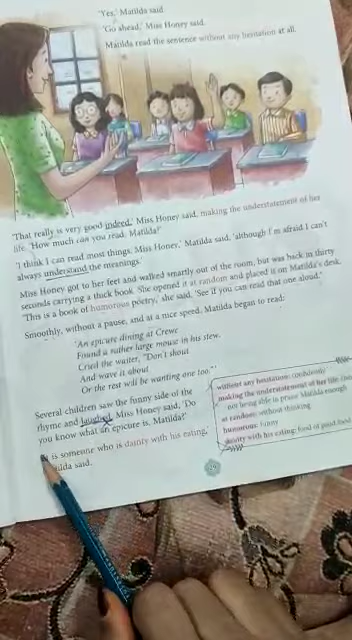 'Yes,' Matilda said.
'Go ahead,' Miss Honey said.
Matilda read the sentence without any hesitation at all.
'That really is very good indeed,' Miss Honey said, making the understatement of her
life. 'How much can you read, Matilda?'
'I think I can read most things, Miss Honey,' Matilda said, 'although I'm afraid I can't
always understand the meanings.'
Miss Honey got to her feet and walked smartly out of the room, but was back in thirty
seconds carrying a thick book. She opened it at random and placed it on Matilda's desk.
'This is a book of humorous poetry,' she said. 'See if you can read that one aloud.'
Smoothly, without a pause, and at a nice speed, Matilda began to read:
'An epicure dining at Crewe
Found a rather large mouse in his stew.
Cried the waiter, "Don't shout
And wave it about
Or the rest will be wanting one too."'
Several children saw the funny side of the
rhyme and laughed. Miss Honey said, 'Do
you know what an epicure is, Matilda?'
is someone who is dainty with his eating,'
said.
without any hesitation: confidently
making the understatement of her life:
not being able to praise Matilda enough
at random: without thinking
humorous: funny
dainty with his eating: fond of good food